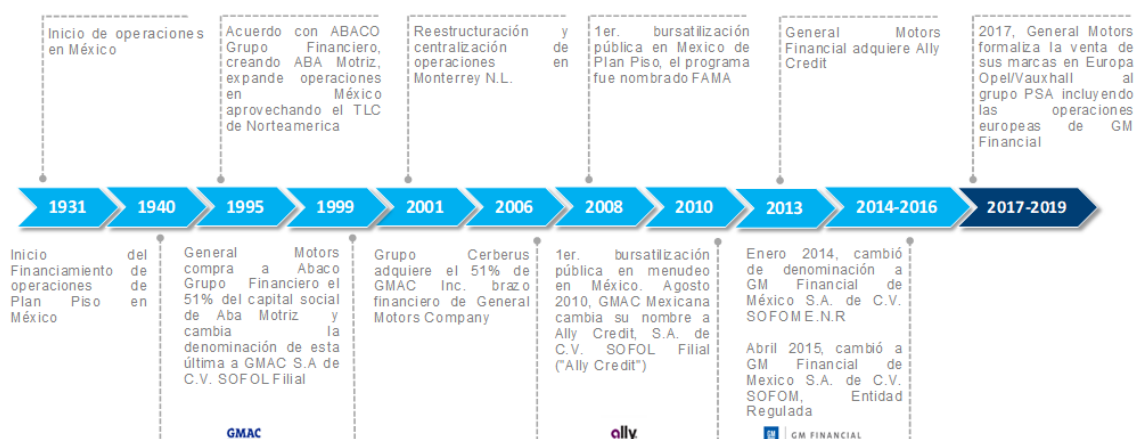 Inicio de operaciones
en México
Acuerdo con ABACO
Grupo Financiero,
creando ABA Motriz,
expande operaciones
en México
aprovechando el TLC
de Norteamerica
Reestructuración y
centralización de
operaciones en
Monterrey N.L.
1er. bursatilización
pública en Mexico de
Plan Piso, el programa
fue nombrado FAMA
General Motors
Financial adquiere Ally
Credit
2017, General Motors
formaliza la venta de
sus marcas en Europa
Opel/Vauxhall al
grupo PSA incluyendo
las operaciones
europeas de GM
Financial
1931 1940 1995 1999 2001 2006 2008 2010 2013 2014-2016 2017-2019
Inicio del
Financiamiento de
operaciones de
Plan Piso en
México
General Motors
compra a Abaco
Grupo Financiero el
51% del capital social
de Aba Motriz y
cambia la
denominación de esta
última a GMAC S.A de
C.V. SOFOL Filial
Grupo Cerberus
adquiere el 51% de
GMAC Inc. brazo
financiero de General
Motors Company
1er. bursatilización
pública en menudeo
en México. Agosto
2010, GMAC Mexicana
cambia su nombre a
Ally Credit, S.A. de
C.V. SOFOL Filial
("Ally Credit")
Enero 2014, cambió
de denominación a
GM Financial de
México S.A. de C.V.
SOFOM E.N.R
Abril 2015, cambió a
GM Financial de
Mexico S.A. de C.V.
SOFOM, Entidad
Regulada
GMAC
ally
GM GM FINANCIAL